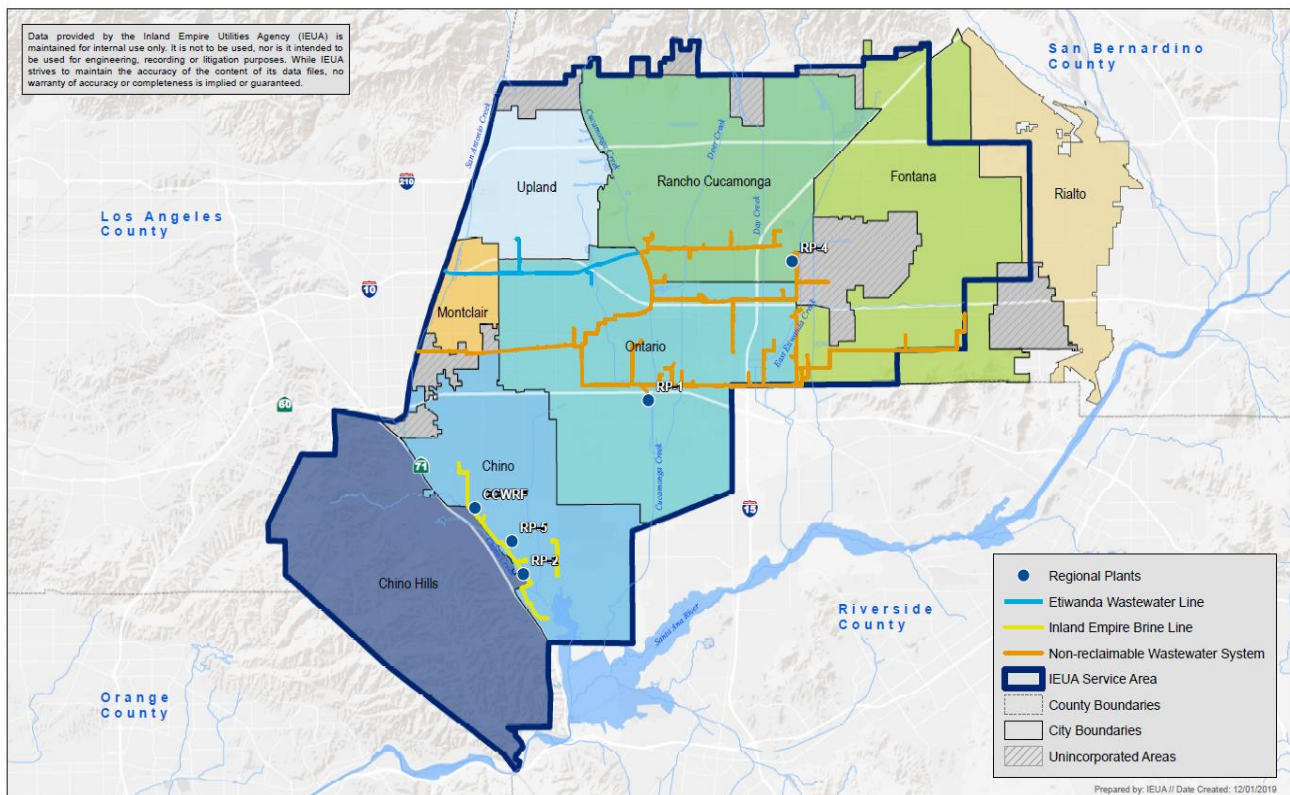 Data provided by the Inland Empire Utilities Agency (IEUA) is
maintained for internal use only. It is not to be used, nor is it intended to
be used for engineering, recording or litigation purposes. While IEUA
strives to maintain the accuracy of the content of its data files, no
warranty of accuracy or completeness is implied or guaranteed.
San Bernardino
County
San Antonio Creek
Cucamonga Creek
Deer Creek
210
Upland
Rancho Cucamonga
Fontana
Rialto
Los Angeles
County
Day Creek
RP-4
10
Montclair
Ontario
East Etiwanda Creek
RP-1
60
71
Chino
Cucamonga Creek
CCWRF
15
RP-5
RP-2
Chino Hills
Santa Ana River
Riverside
County
Orange
County
Regional Plants
Etiwanda Wastewater Line
Inland Empire Brine Line
Non-reclaimable Wastewater System
IEUA Service Area
County Boundaries
City Boundaries
Unincorporated Areas
Prepared by: IEUA // Date Created: 12/01/2019